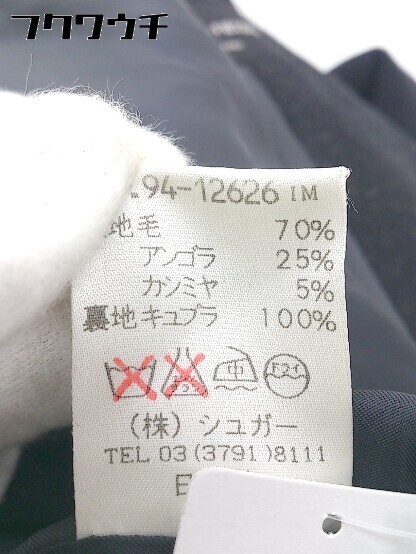 フクワウチ
.94-12626 IM
地毛 70%
アンゴラ 25%
カシミヤ 5%
裏地キュプラ 100%
中
(株) シュガー
TEL 03(3791)8111